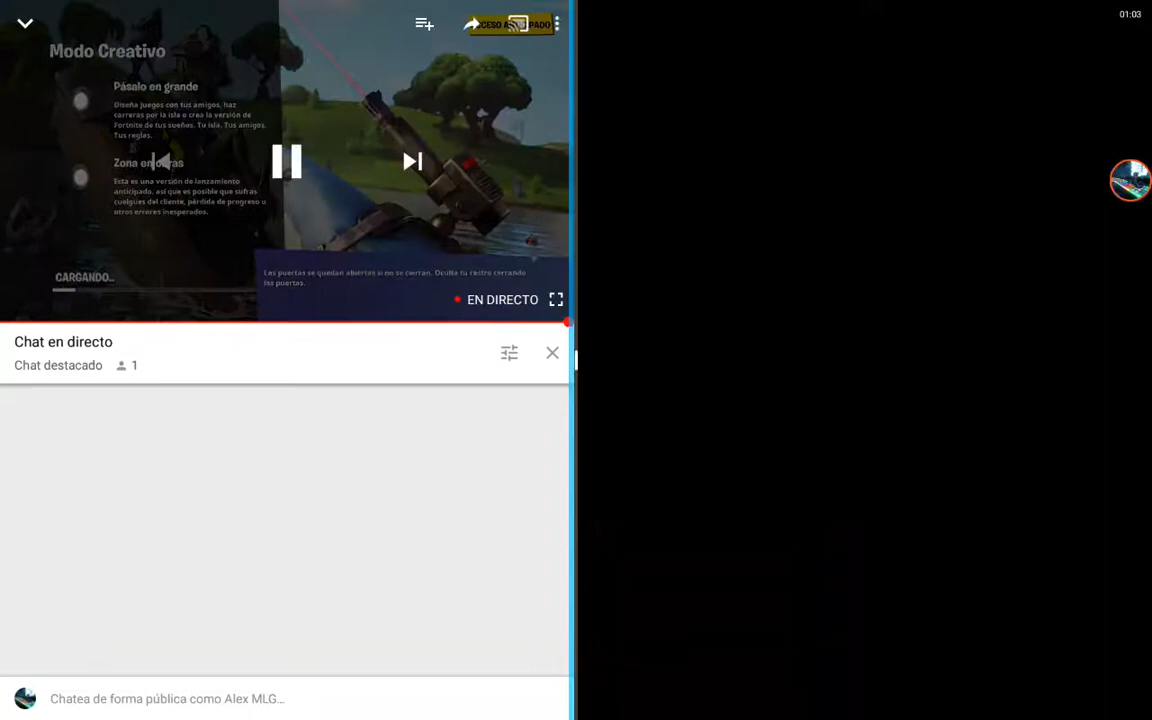 01:03
Modo Creativo
Pásalo en grande
Diseña juegos con tus amigos, haz
carreras por la isla o crea la versión de
Fortnite de tus sueños. Tu isla. Tus amigos.
Tus reglas.
Zona en obras
Esta es una versión de lanzamiento
anticipado, así que es posible que sufras
cuelgues del cliente, pérdida de progreso u
otros errores inesperados.
CARGANDO..
Las puertas se quedan abiertas si no se cierran. Oculta tu rastro cerrando
las puertas.
EN DIRECTO
Chat en directo
Chat destacado 1
Chatea de forma pública como Alex MLG...